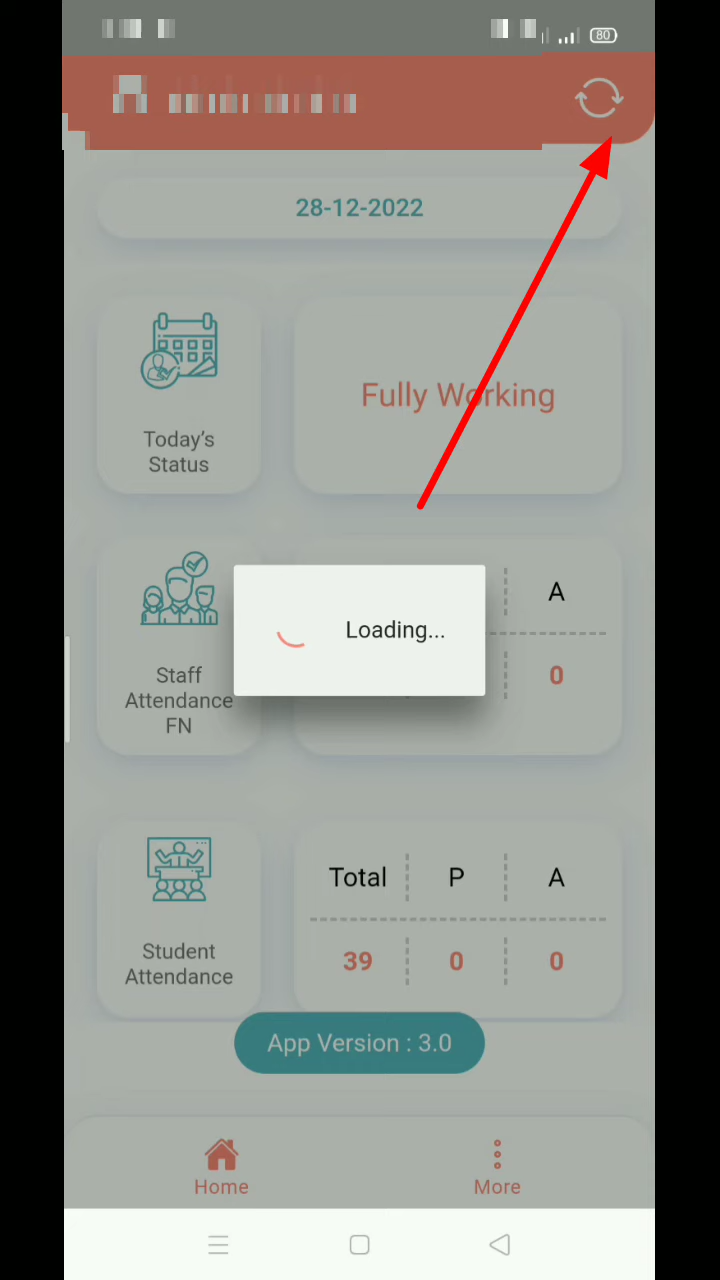 80
28-12-2022
Today's
Status
Fully Working
Staff
Attendance
FN
A
0
Loading...
Student
Attendance
Total P A
39 0 0
App Version : 3.0
Home
More